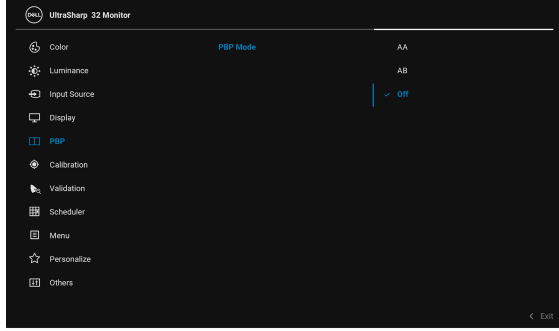 DELL UltraSharp 32 Monitor
Color PBP Mode AA
Luminance AB
Input Source Off
Display
PBP
Calibration
Validation
Scheduler
Menu
Personalize
Others
Exit